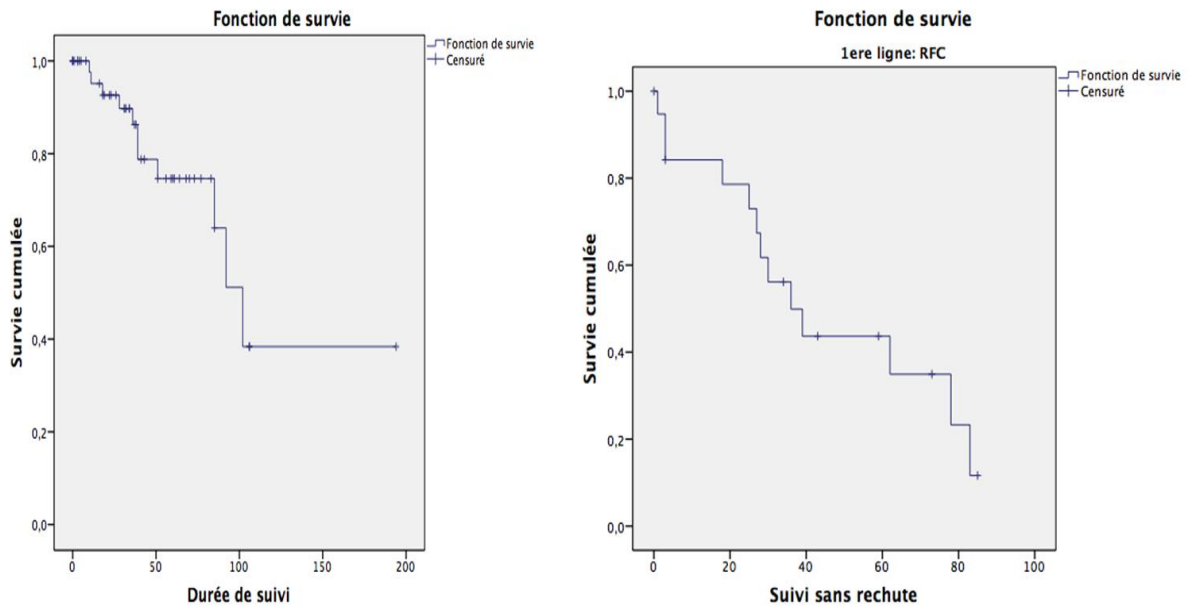 Fonction de survie
Fonction de survie
Censuré
1,0
0,8
0,6
0,4
0,2
0,0
Survie cumulée
0 50 100 150 200
Durée de suivi
Fonction de survie
1ere ligne: RFC
Fonction de survie
Censuré
1,0
0,8
0,6
0,4
0,2
0,0
Survie cumulée
0 20 40 60 80 100
Suivi sans rechute